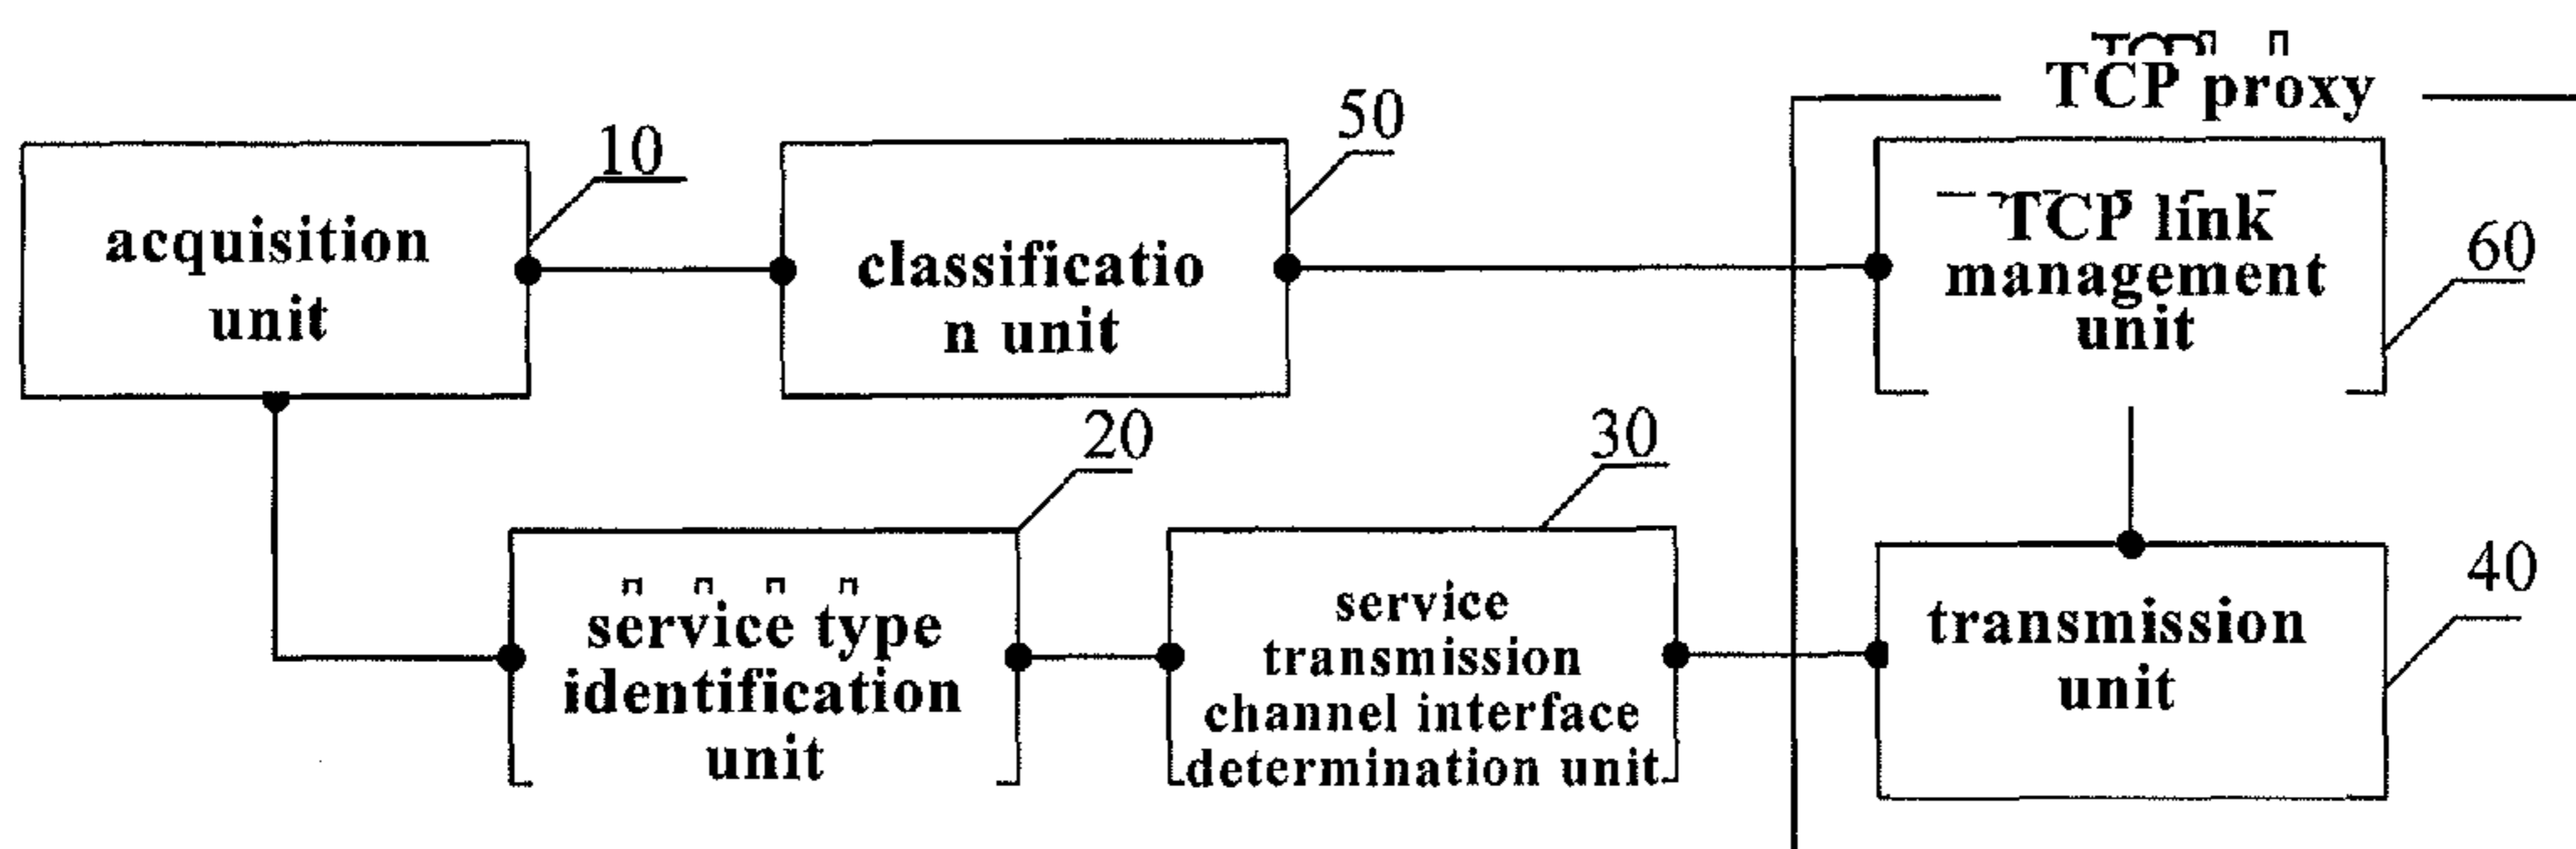 TCP proxy
10
50
acquisition
unit
classificatio
n unit
TCP link
management
unit
60
20
30
service type
identification
unit
service
transmission
channel interface
determination unit
transmission
unit
40